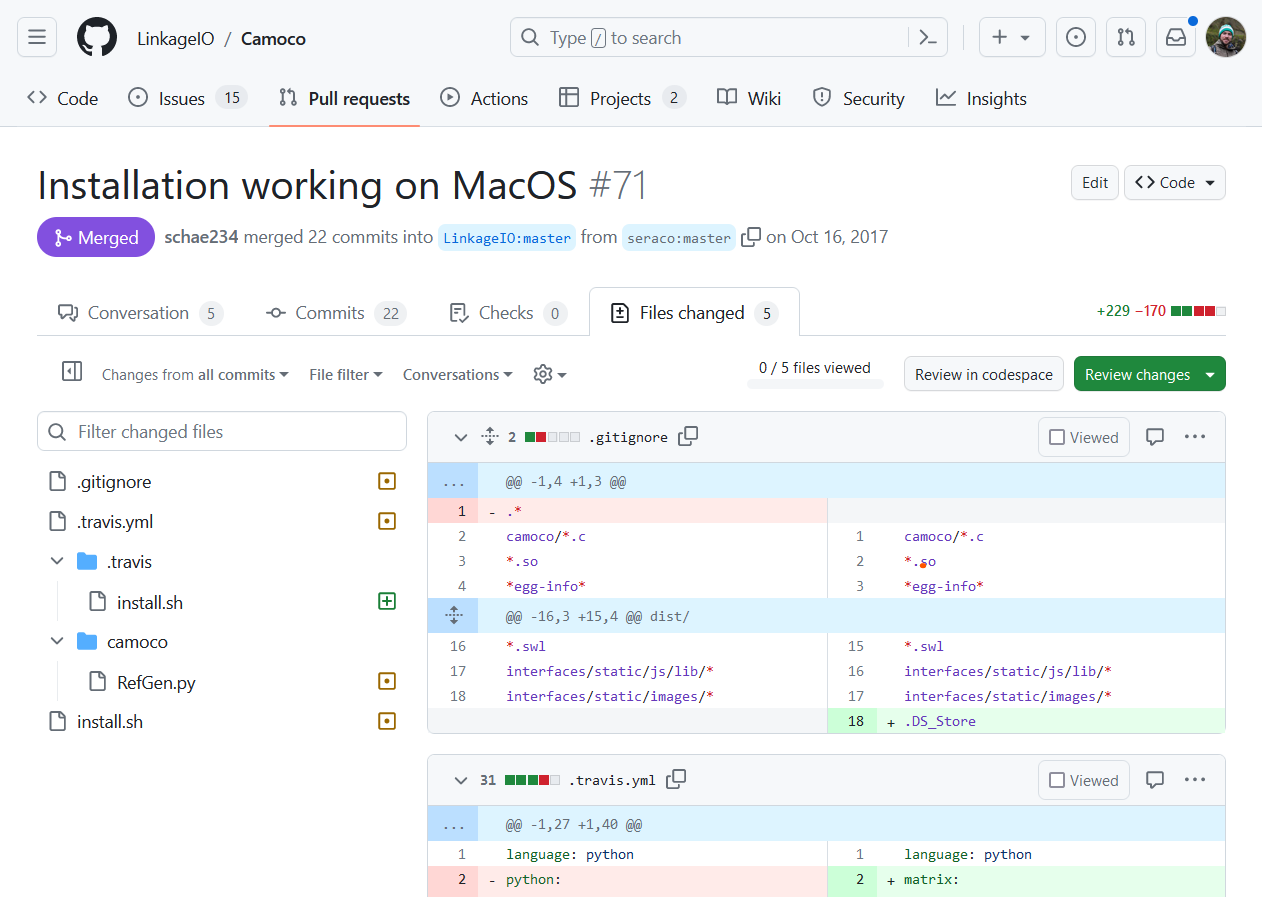 LinkageIO / Camoco
Type / to search
Code Issues 15 Pull requests Actions Projects 2 Wiki Security Insights
Installation working on MacOS #71
Edit
Code
Merged schae234 merged 22 commits into LinkageIO:master from seraco:master on Oct 16, 2017
Conversation 5 Commits 22 Checks 0 Files changed 5
+229 −170
Changes from all commits File filter Conversations
0 / 5 files viewed
Review in codespace
Review changes
Filter changed files
.gitignore
.travis.yml
.travis
install.sh
camoco
RefGen.py
install.sh
2 .gitignore Viewed
... @@ -1,4 +1,3 @@
1 - .*
2 camoco/*.c 1 camoco/*.c
3 *.so 2 *.so
4 *egg-info* 3 *egg-info*
@@ -16,3 +15,4 @@ dist/
16 *.swl 15 *.swl
17 interfaces/static/js/lib/* 16 interfaces/static/js/lib/*
18 interfaces/static/images/* 17 interfaces/static/images/*
18 + .DS_Store
31 .travis.yml Viewed
... @@ -1,27 +1,40 @@
1 language: python 1 language: python
2 - python: 2 + matrix: